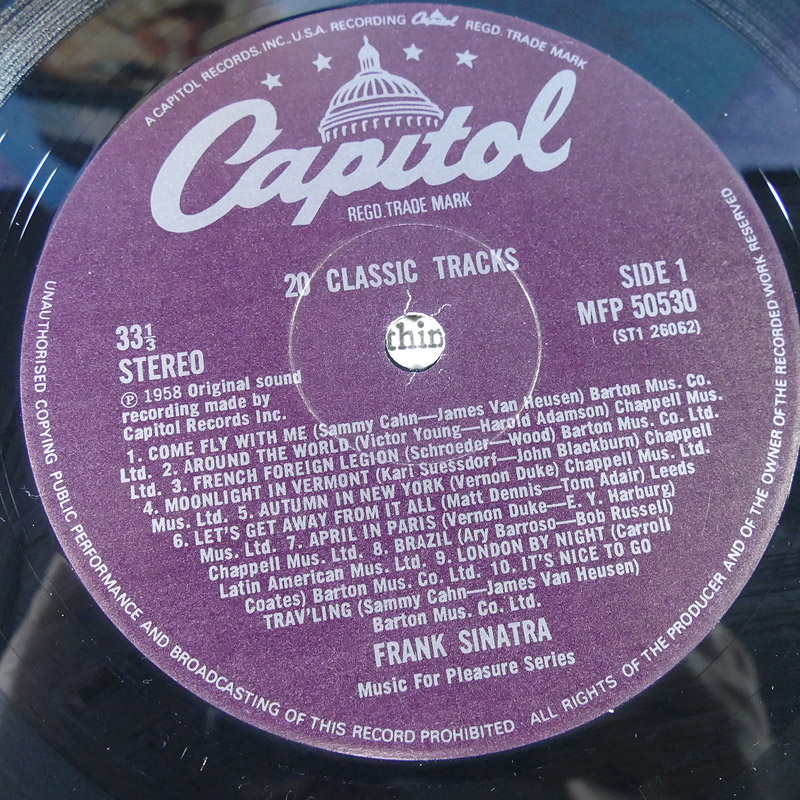 A CAPITOL RECORDS, INC., U.S.A. RECORDING Capitol REGD. TRADE MARK
Capitol
REGD. TRADE MARK
20 CLASSIC TRACKS
33⅓
STEREO
Ⓟ 1958 Original sound
recording made by
Capitol Records Inc.
SIDE 1
MFP 50530
(ST1 26062)
thin
1. COME FLY WITH ME (Sammy Cahn—James Van Heusen) Barton Mus. Co.
Ltd. 2. AROUND THE WORLD (Victor Young—Harold Adamson) Chappell Mus.
Ltd. 3. FRENCH FOREIGN LEGION (Schroeder—Wood) Barton Mus. Co. Ltd.
4. MOONLIGHT IN VERMONT (Karl Suessdorf—John Blackburn) Chappell
Mus. Ltd. 5. AUTUMN IN NEW YORK (Vernon Duke) Chappell Mus. Ltd.
6. LET'S GET AWAY FROM IT ALL (Matt Dennis—Tom Adair) Leeds
Mus. Ltd. 7. APRIL IN PARIS (Vernon Duke—E. Y. Harburg)
Chappell Mus. Ltd. 8. BRAZIL (Ary Barroso—Bob Russell)
Latin American Mus. Ltd. 9. LONDON BY NIGHT (Carroll
Coates) Barton Mus. Co. Ltd. 10. IT'S NICE TO GO
TRAV'LING (Sammy Cahn—James Van Heusen)
Barton Mus. Co. Ltd.
FRANK SINATRA
Music For Pleasure Series
UNAUTHORISED COPYING PUBLIC PERFORMANCE AND BROADCASTING OF THIS RECORD PROHIBITED. ALL RIGHTS OF THE PRODUCER AND OF THE OWNER OF THE RECORDED WORK RESERVED